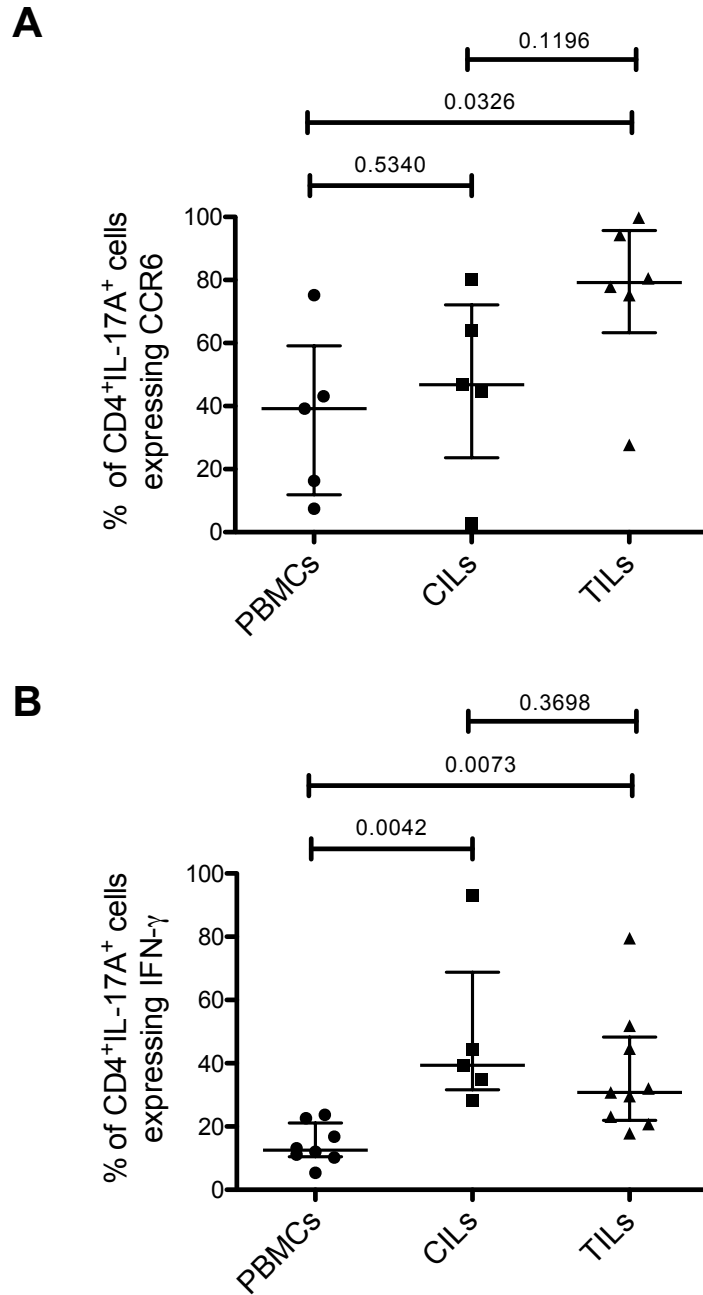 A
0.1196
0.0326
0.5340
% of CD4⁺IL-17A⁺ cells
expressing CCR6
100
80
60
40
20
0
PBMCs
CILs
TILs
B
0.3698
0.0073
0.0042
% of CD4⁺IL-17A⁺ cells
expressing IFN-γ
100
80
60
40
20
0
PBMCs
CILs
TILs